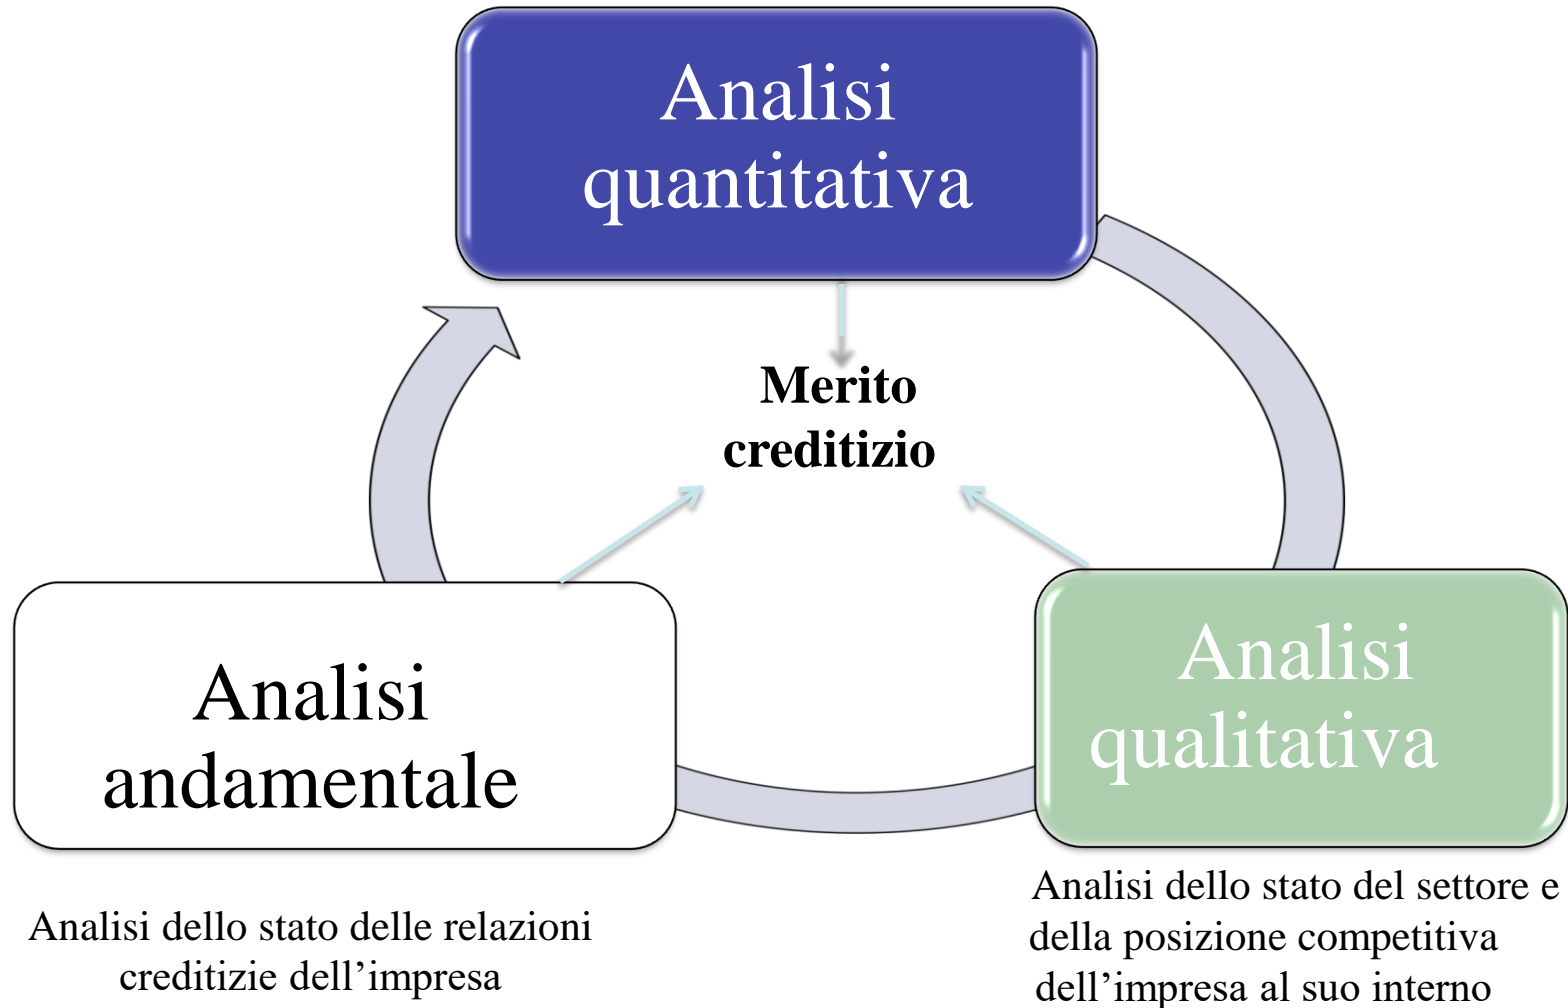 Analisi
quantitativa
Merito
creditizio
Analisi
andamentale
Analisi
qualitativa
Analisi dello stato delle relazioni
creditizie dell’impresa
Analisi dello stato del settore e
della posizione competitiva
dell’impresa al suo interno